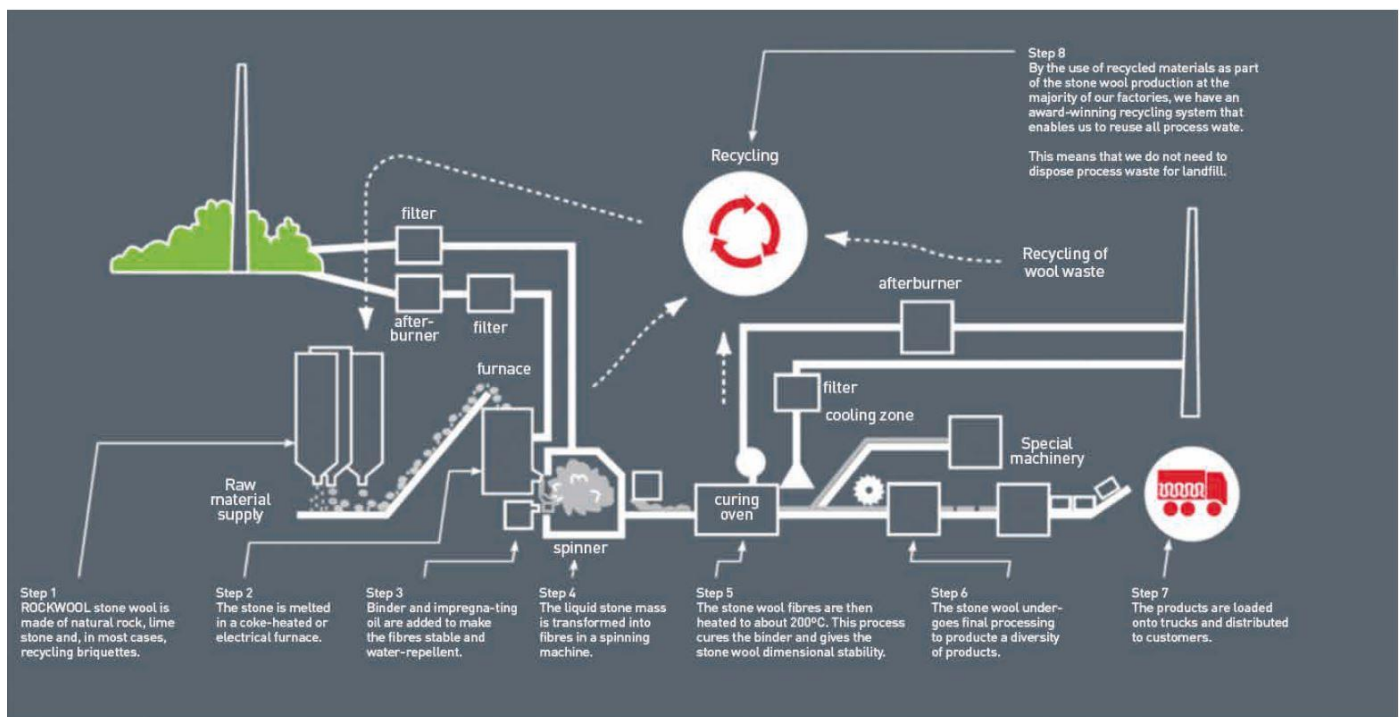 Step 8
By the use of recycled materials as part
of the stone wool production at the
majority of our factories, we have an
award-winning recycling system that
enables us to reuse all process wate.
This means that we do not need to
dispose process waste for landfill.
Recycling
filter
Recycling of
wool waste
afterburner
after-
burner
filter
furnace
filter
cooling zone
Special
machinery
Raw
material
supply
curing
oven
spinner
Step 1
ROCKWOOL stone wool is
made of natural rock, lime
stone and, in most cases,
recycling briquettes.
Step 2
The stone is melted
in a coke-heated or
electrical furnace.
Step 3
Binder and impregna-ting
oil are added to make
the fibres stable and
water-repellent.
Step 4
The liquid stone mass
is transformed into
fibres in a spinning
machine.
Step 5
The stone wool fibres are then
heated to about 200ºC. This process
cures the binder and gives the
stone wool dimensional stability.
Step 6
The stone wool under-
goes final processing
to producte a diversity
of products.
Step 7
The products are loaded
onto trucks and distributed
to customers.